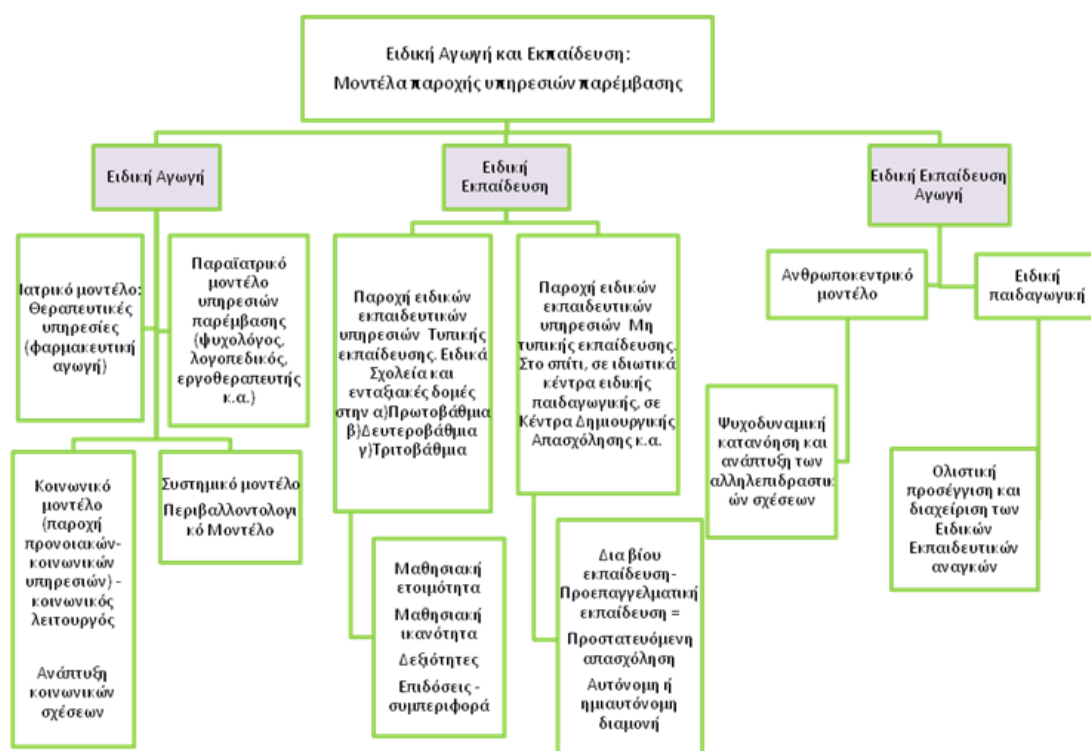 Ειδική Αγωγή και Εκπαίδευση:
Μοντέλα παροχής υπηρεσιών παρέμβασης
Ειδική Αγωγή
Ειδική
Εκπαίδευση
Ειδική Εκπαίδευση
Αγωγή
Ιατρικό μοντέλο:
Θεραπευτικές
υπηρεσίες
(φαρμακευτική
αγωγή)
Παραϊατρικό
μοντέλο
υπηρεσιών
παρέμβασης
(ψυχολόγος,
λογοπεδικός,
εργοθεραπευτής
κ.α.)
Κοινωνικό
μοντέλο
(παροχή
προνοιακών-
κοινωνικών
υπηρεσιών) -
κοινωνικός
λειτουργός
Ανάπτυξη
κοινωνικών
σχέσεων
Συστημικό μοντέλο
Περιβαλλοντολογι
κό Μοντέλο
Παροχή ειδικών
εκπαιδευτικών
υπηρεσιών Τυπικής
εκπαίδευσης. Ειδικά
Σχολεία και
ενταξιακές δομές
στην α)Πρωτοβάθμια
β)Δευτεροβάθμια
γ)Τριτοβάθμια
Μαθησιακή
ετοιμότητα
Μαθησιακή
ικανότητα
Δεξιότητες
Επιδόσεις -
συμπεριφορά
Παροχή ειδικών
εκπαιδευτικών
υπηρεσιών Μη
τυπικής εκπαίδευσης.
Στο σπίτι, σε ιδιωτικά
κέντρα ειδικής
παιδαγωγικής, σε
Κέντρα Δημιουργικής
Απασχόλησης κ.α.
Δια βίου
εκπαίδευση-
Προεπαγγελματική
εκπαίδευση =
Προστατευόμενη
απασχόληση
Αυτόνομη ή
ημιαυτόνομη
διαμονή
Ανθρωποκεντρικό
μοντέλο
Ψυχοδυναμική
κατανόηση και
ανάπτυξη των
αλληλεπιδραστικ
ών σχέσεων
Ειδική
παιδαγωγική
Ολιστική
προσέγγιση και
διαχείριση των
Ειδικών
Εκπαιδευτικών
αναγκών